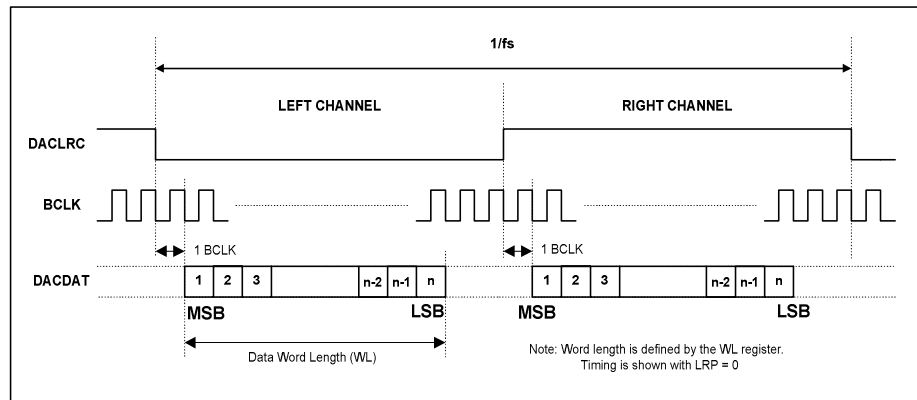 1/fs
LEFT CHANNEL RIGHT CHANNEL
DACLRC
BCLK
1 BCLK 1 BCLK
DACDAT 1 2 3 n-2 n-1 n 1 2 3 n-2 n-1 n
MSB LSB MSB LSB
Data Word Length (WL)
Note: Word length is defined by the WL register.
Timing is shown with LRP = 0